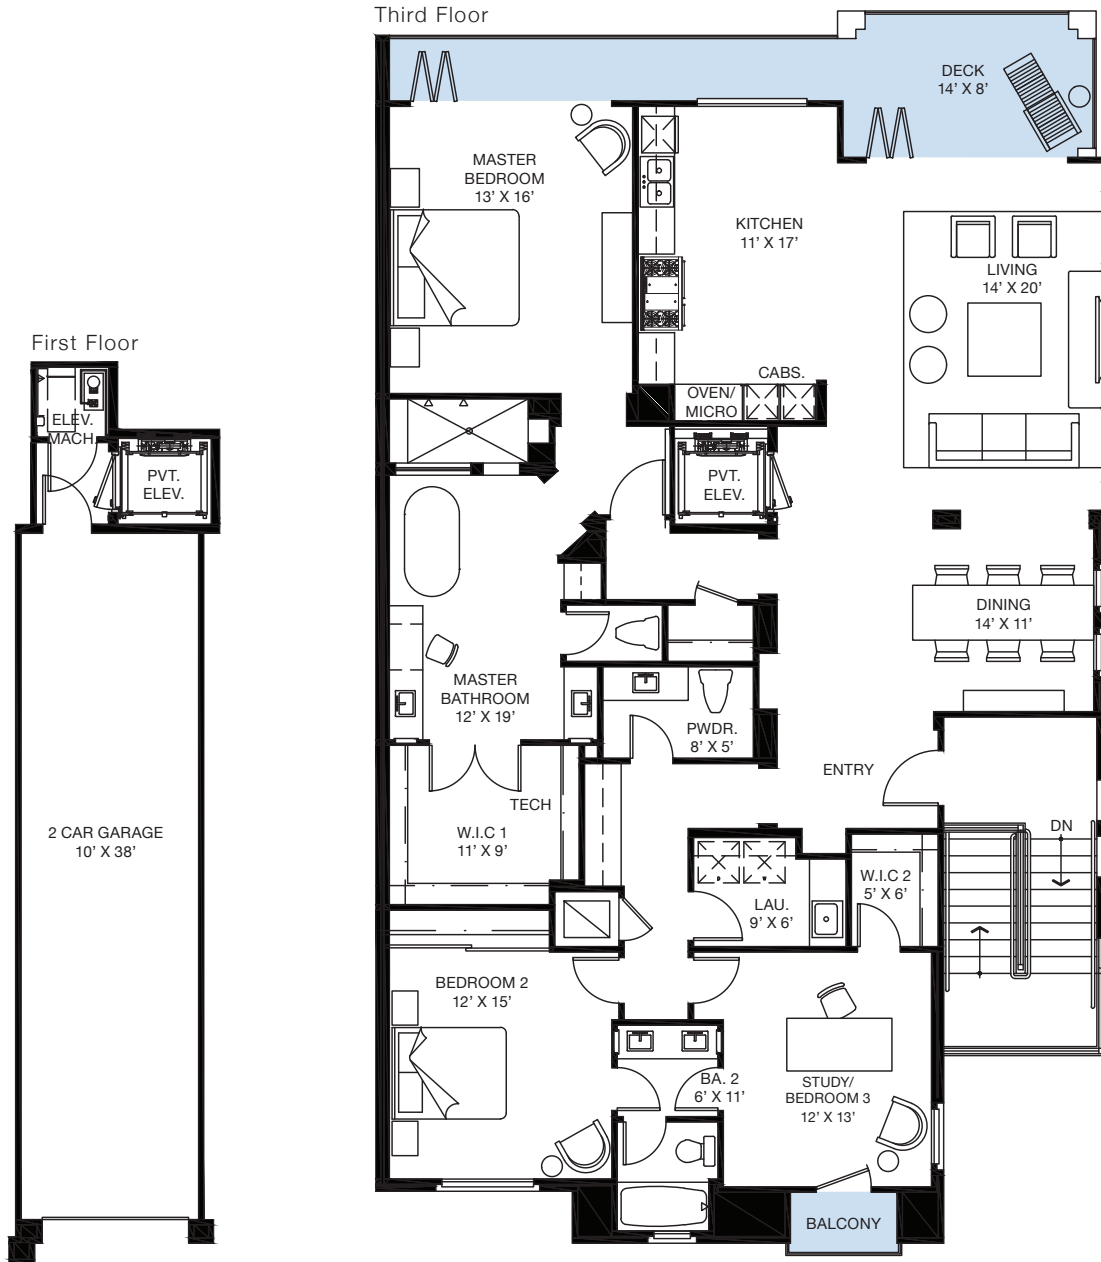 Third Floor
DECK
14' X 8'
MASTER
BEDROOM
13' X 16'
KITCHEN
11' X 17'
LIVING
14' X 20'
First Floor
CABS.
OVEN/
MICRO
ELEV.
MACH.
PVT.
ELEV.
PVT.
ELEV.
DINING
14' X 11'
MASTER
BATHROOM
12' X 19'
PWDR.
8' X 5'
ENTRY
TECH
2 CAR GARAGE
10' X 38'
W.I.C 1
11' X 9'
DN
W.I.C 2
5' X 6'
LAU.
9' X 6'
BEDROOM 2
12' X 15'
BA. 2
6' X 11'
STUDY/
BEDROOM 3
12' X 13'
BALCONY